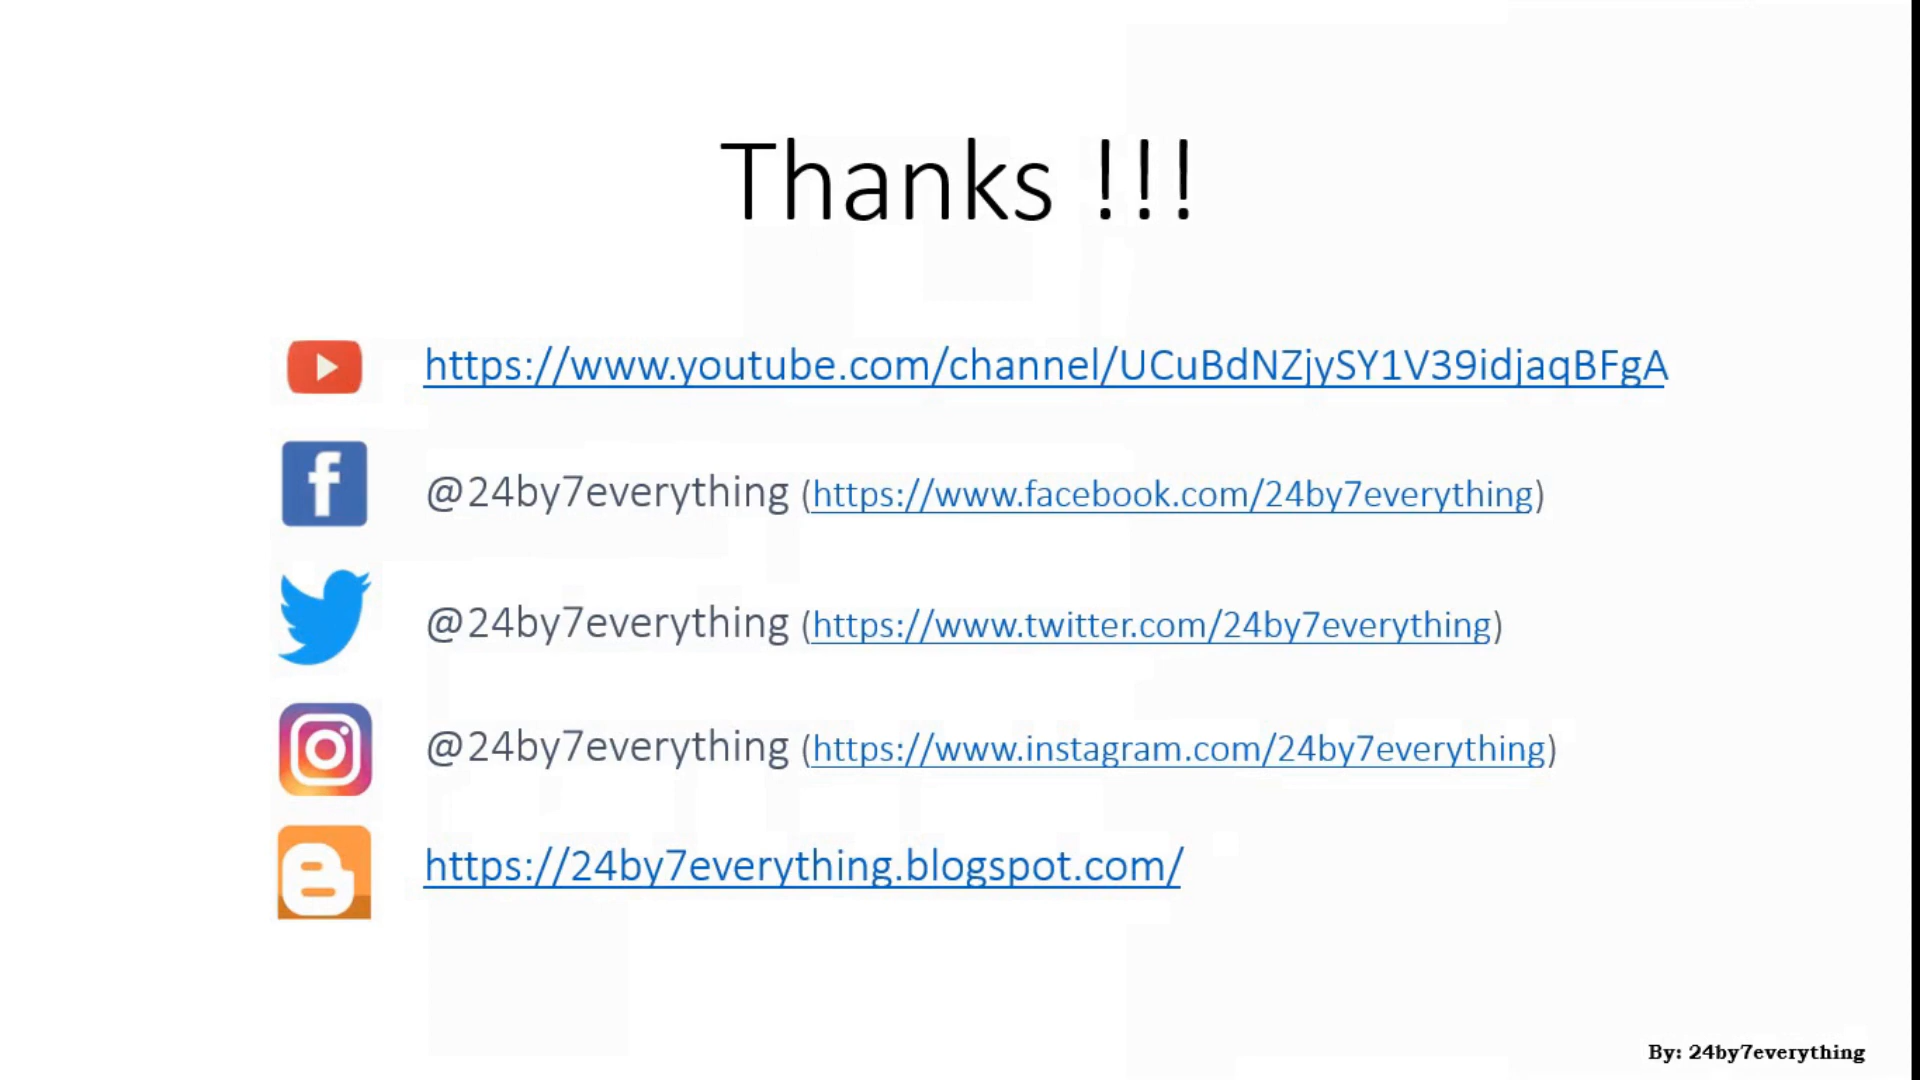 Thanks !!!
https://www.youtube.com/channel/UCuBdNZjySY1V39idjaqBFgA
@24by7everything (https://www.facebook.com/24by7everything)
@24by7everything (https://www.twitter.com/24by7everything)
@24by7everything (https://www.instagram.com/24by7everything)
https://24by7everything.blogspot.com/
By: 24by7everything